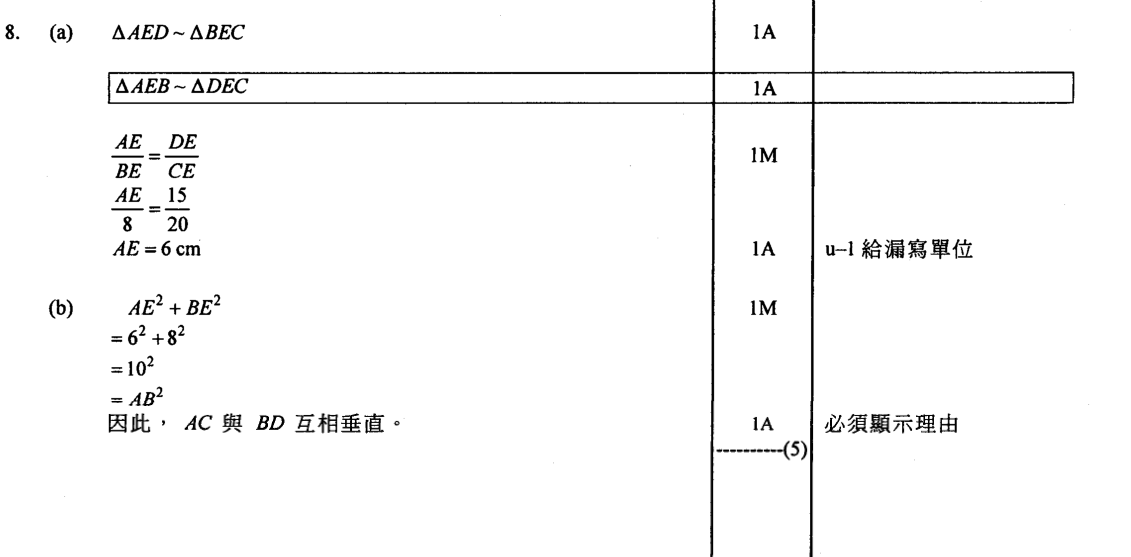 8. (a) ΔAED ~ ΔBEC 1A
ΔAEB ~ ΔDEC 1A
AE/BE = DE/CE 1M
AE/8 = 15/20
AE = 6 cm 1A u–1 給漏寫單位
(b) AE² + BE² 1M
= 6² + 8²
= 10²
= AB²
因此， AC 與 BD 互相垂直。 1A 必須顯示理由
----------(5)